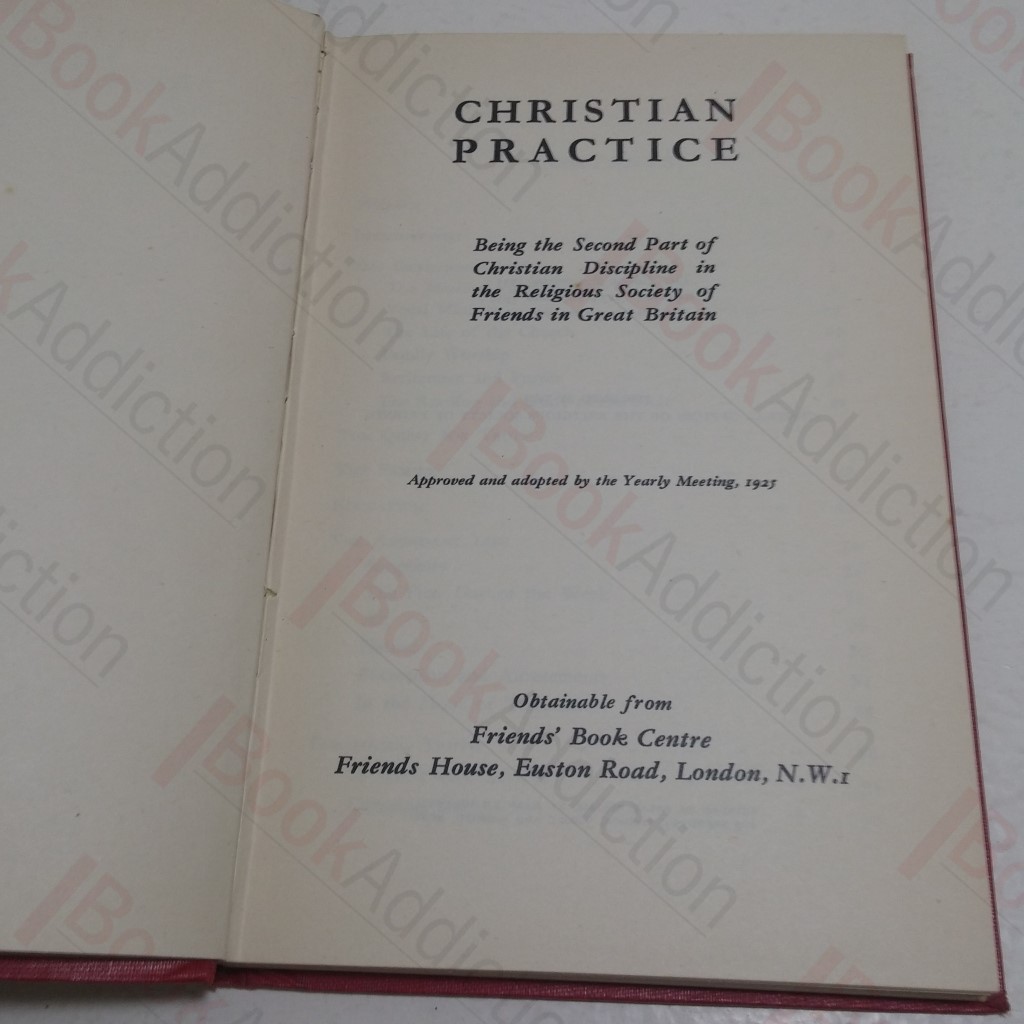 CHRISTIAN
PRACTICE
Being the Second Part of
Christian Discipline in
the Religious Society of
Friends in Great Britain
Approved and adopted by the Yearly Meeting, 1925
Obtainable from
Friends' Book Centre
Friends House, Euston Road, London, N.W.1
BookAddiction